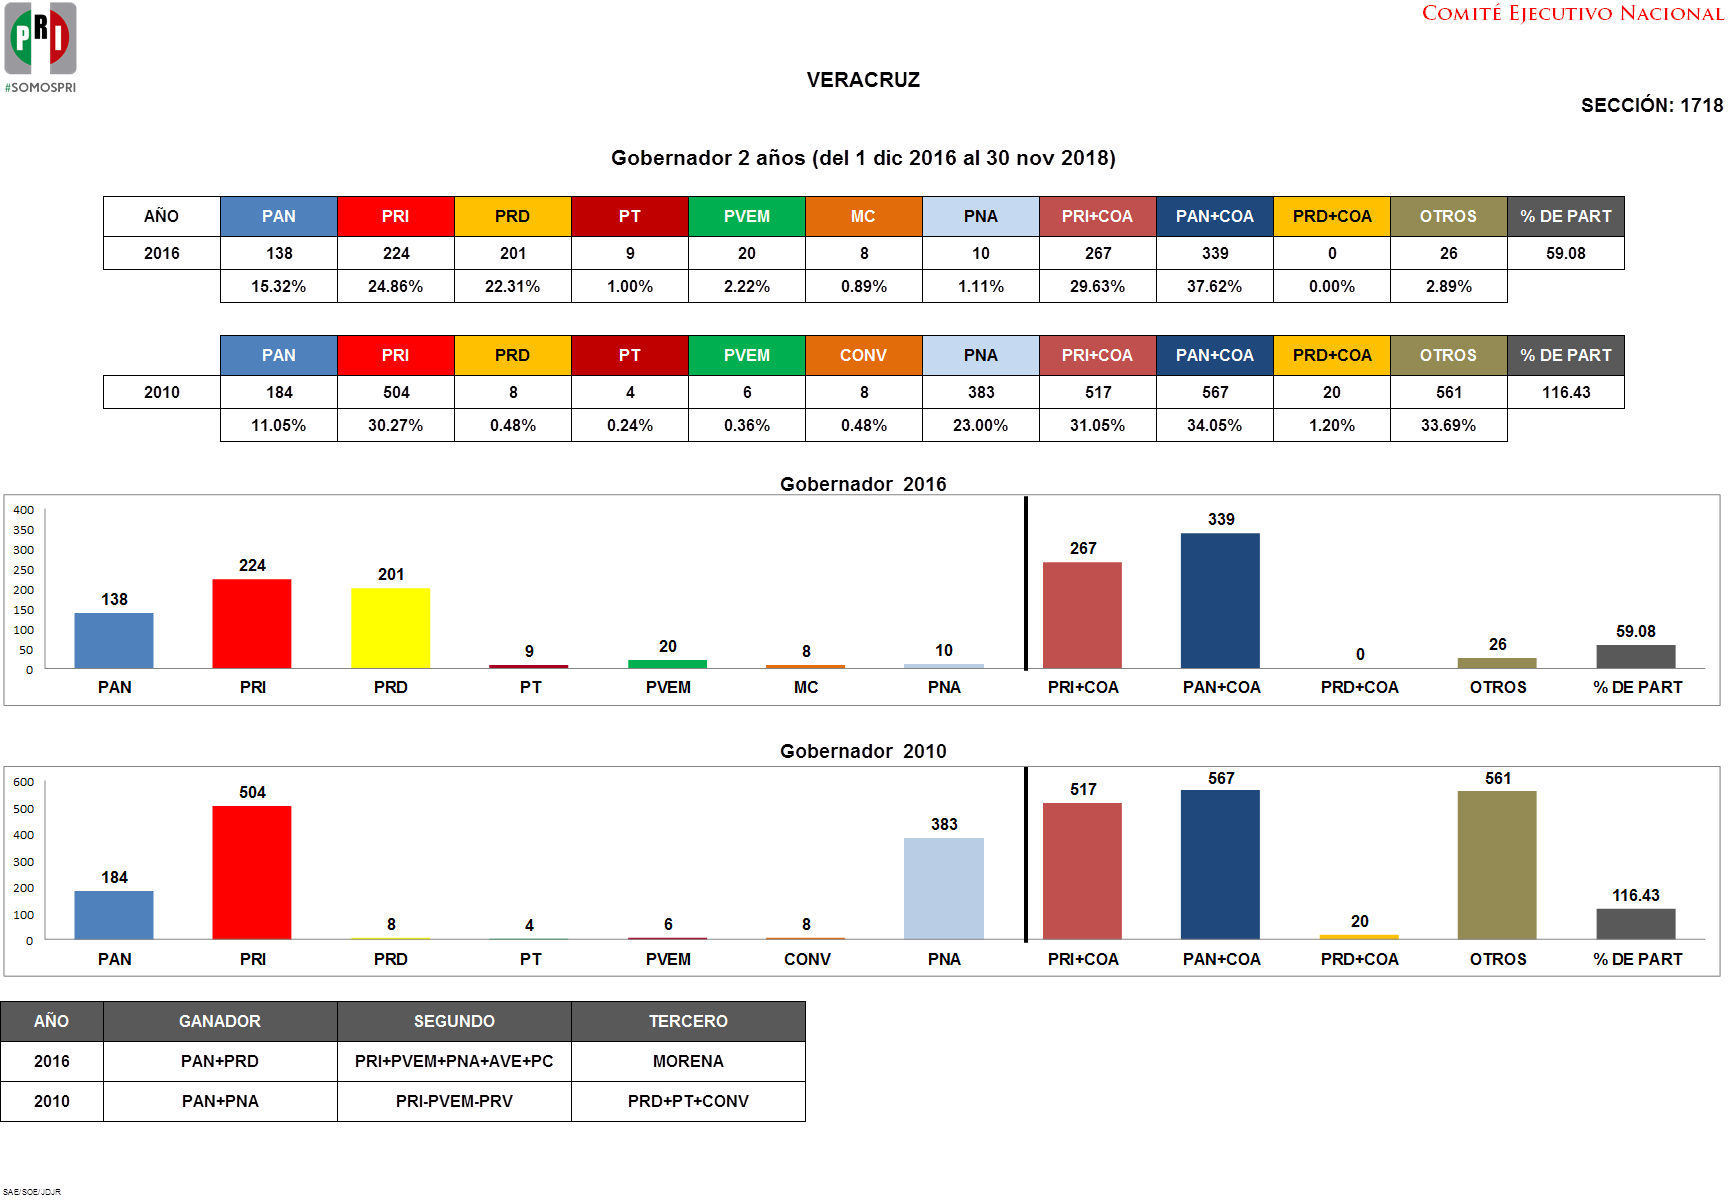 PRI
#SOMOSPRI
COMITÉ EJECUTIVO NACIONAL
VERACRUZ
SECCIÓN: 1718
Gobernador 2 años (del 1 dic 2016 al 30 nov 2018)
AÑO PAN PRI PRD PT PVEM MC PNA PRI+COA PAN+COA PRD+COA OTROS % DE PART
2016 138 224 201 9 20 8 10 267 339 0 26 59.08
15.32% 24.86% 22.31% 1.00% 2.22% 0.89% 1.11% 29.63% 37.62% 0.00% 2.89%
PAN PRI PRD PT PVEM CONV PNA PRI+COA PAN+COA PRD+COA OTROS % DE PART
2010 184 504 8 4 6 8 383 517 567 20 561 116.43
11.05% 30.27% 0.48% 0.24% 0.36% 0.48% 23.00% 31.05% 34.05% 1.20% 33.69%
Gobernador 2016
400
350
300
250
200
150
100
50
0
138 224 201 9 20 8 10 267 339 0 26 59.08
PAN PRI PRD PT PVEM MC PNA PRI+COA PAN+COA PRD+COA OTROS % DE PART
Gobernador 2010
600
500
400
300
200
100
0
184 504 8 4 6 8 383 517 567 20 561 116.43
PAN PRI PRD PT PVEM CONV PNA PRI+COA PAN+COA PRD+COA OTROS % DE PART
AÑO GANADOR SEGUNDO TERCERO
2016 PAN+PRD PRI+PVEM+PNA+AVE+PC MORENA
2010 PAN+PNA PRI-PVEM-PRV PRD+PT+CONV
SAE/SOE/JDJR